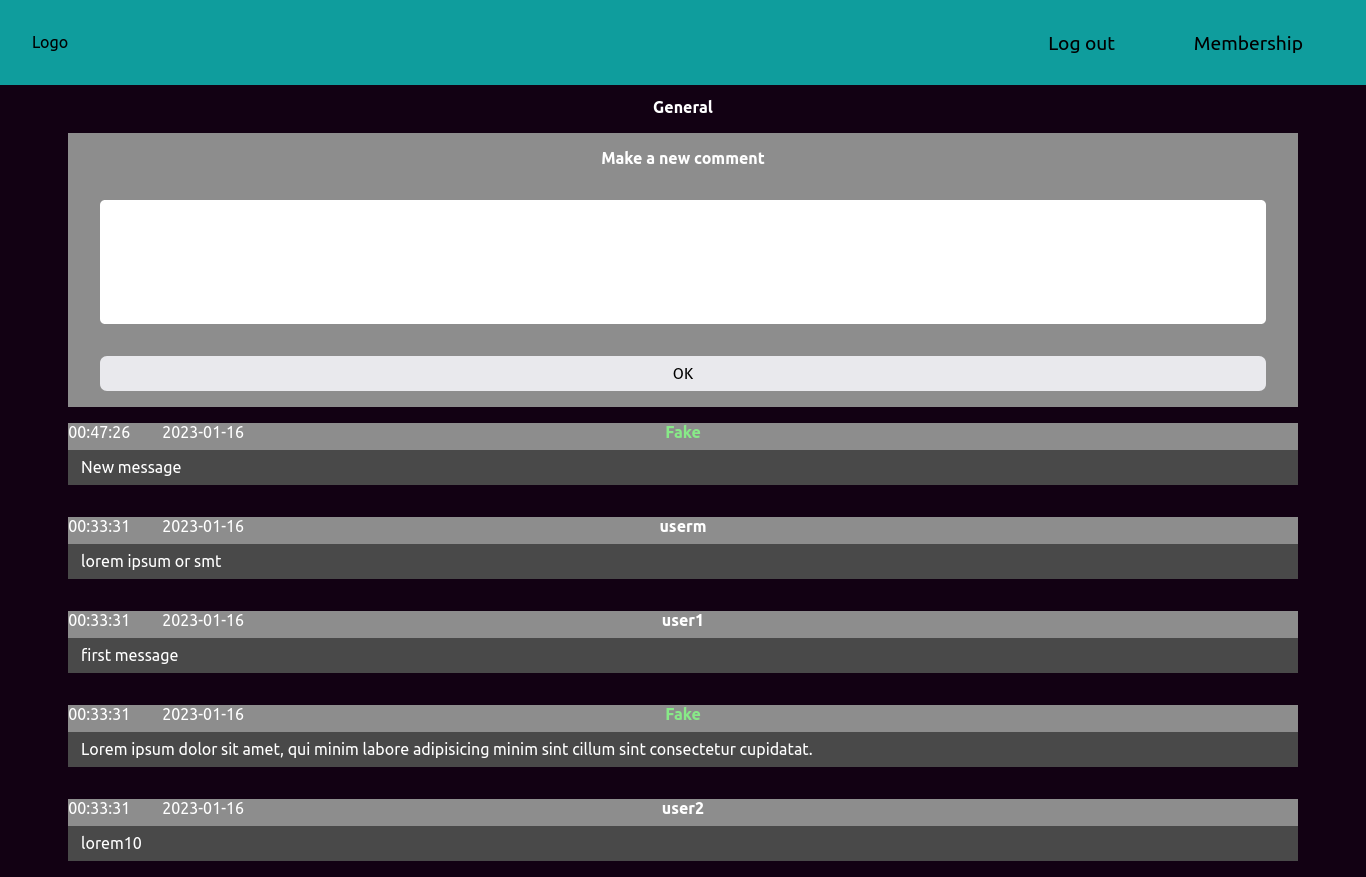 Logo Log out Membership
General
Make a new comment
OK
00:47:26 2023-01-16 Fake
New message
00:33:31 2023-01-16 userm
lorem ipsum or smt
00:33:31 2023-01-16 user1
first message
00:33:31 2023-01-16 Fake
Lorem ipsum dolor sit amet, qui minim labore adipisicing minim sint cillum sint consectetur cupidatat.
00:33:31 2023-01-16 user2
lorem10